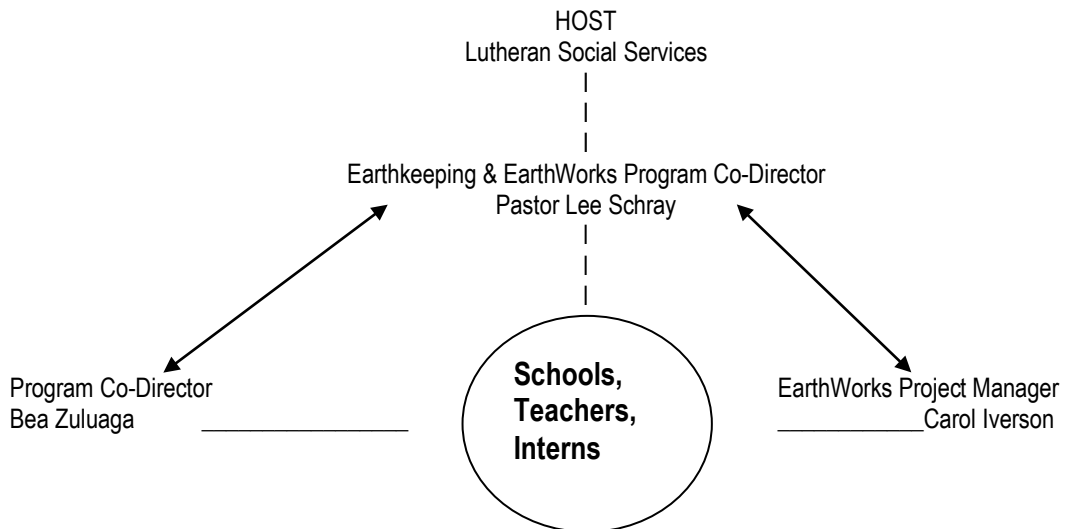 HOST
Lutheran Social Services
Earthkeeping & EarthWorks Program Co-Director
Pastor Lee Schray
Program Co-Director
Bea Zuluaga
Schools,
Teachers,
Interns
EarthWorks Project Manager
Carol Iverson